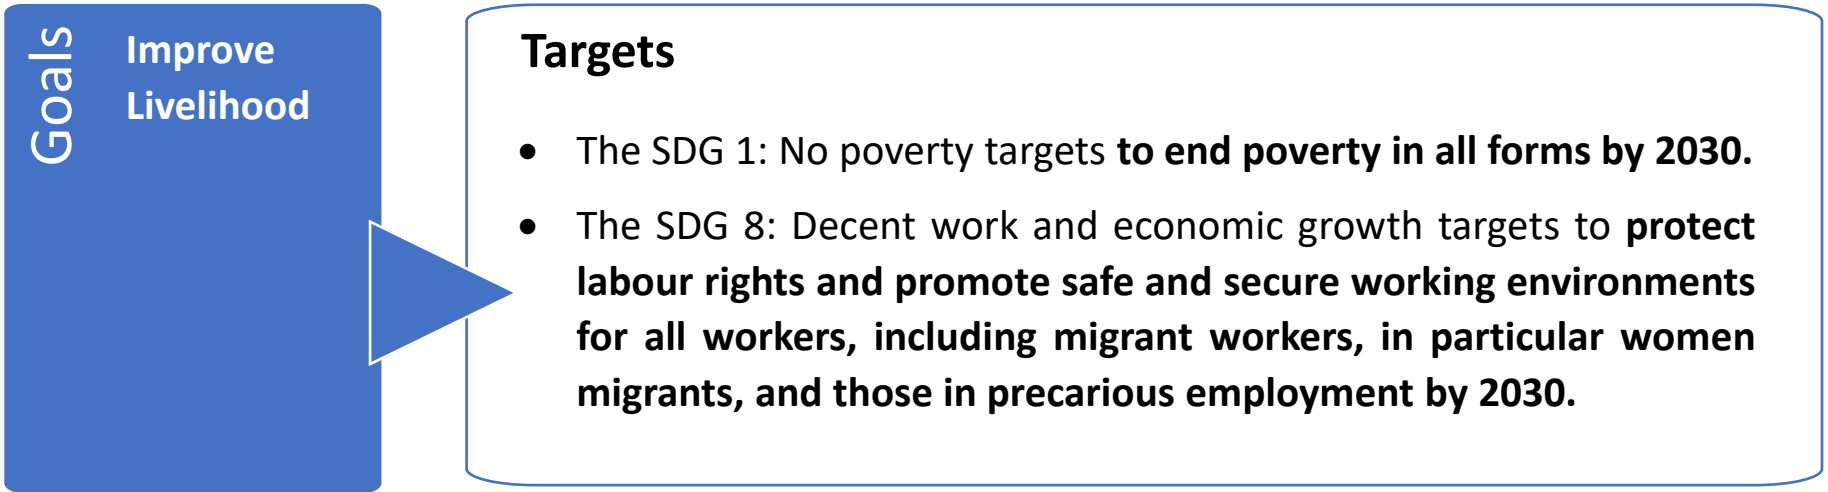 Goals
Improve
Livelihood
Targets
• The SDG 1: No poverty targets to end poverty in all forms by 2030.
• The SDG 8: Decent work and economic growth targets to protect
labour rights and promote safe and secure working environments
for all workers, including migrant workers, in particular women
migrants, and those in precarious employment by 2030.